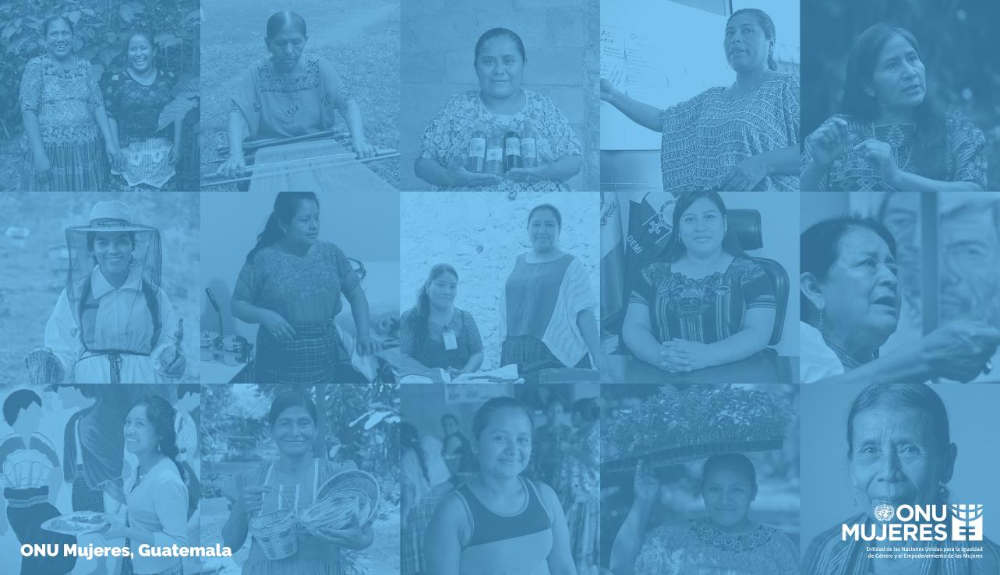 DEMI
ONU Mujeres, Guatemala
ONU
MUJERES
Entidad de las Naciones Unidas para la Igualdad
de Género y el Empoderamiento de las Mujeres